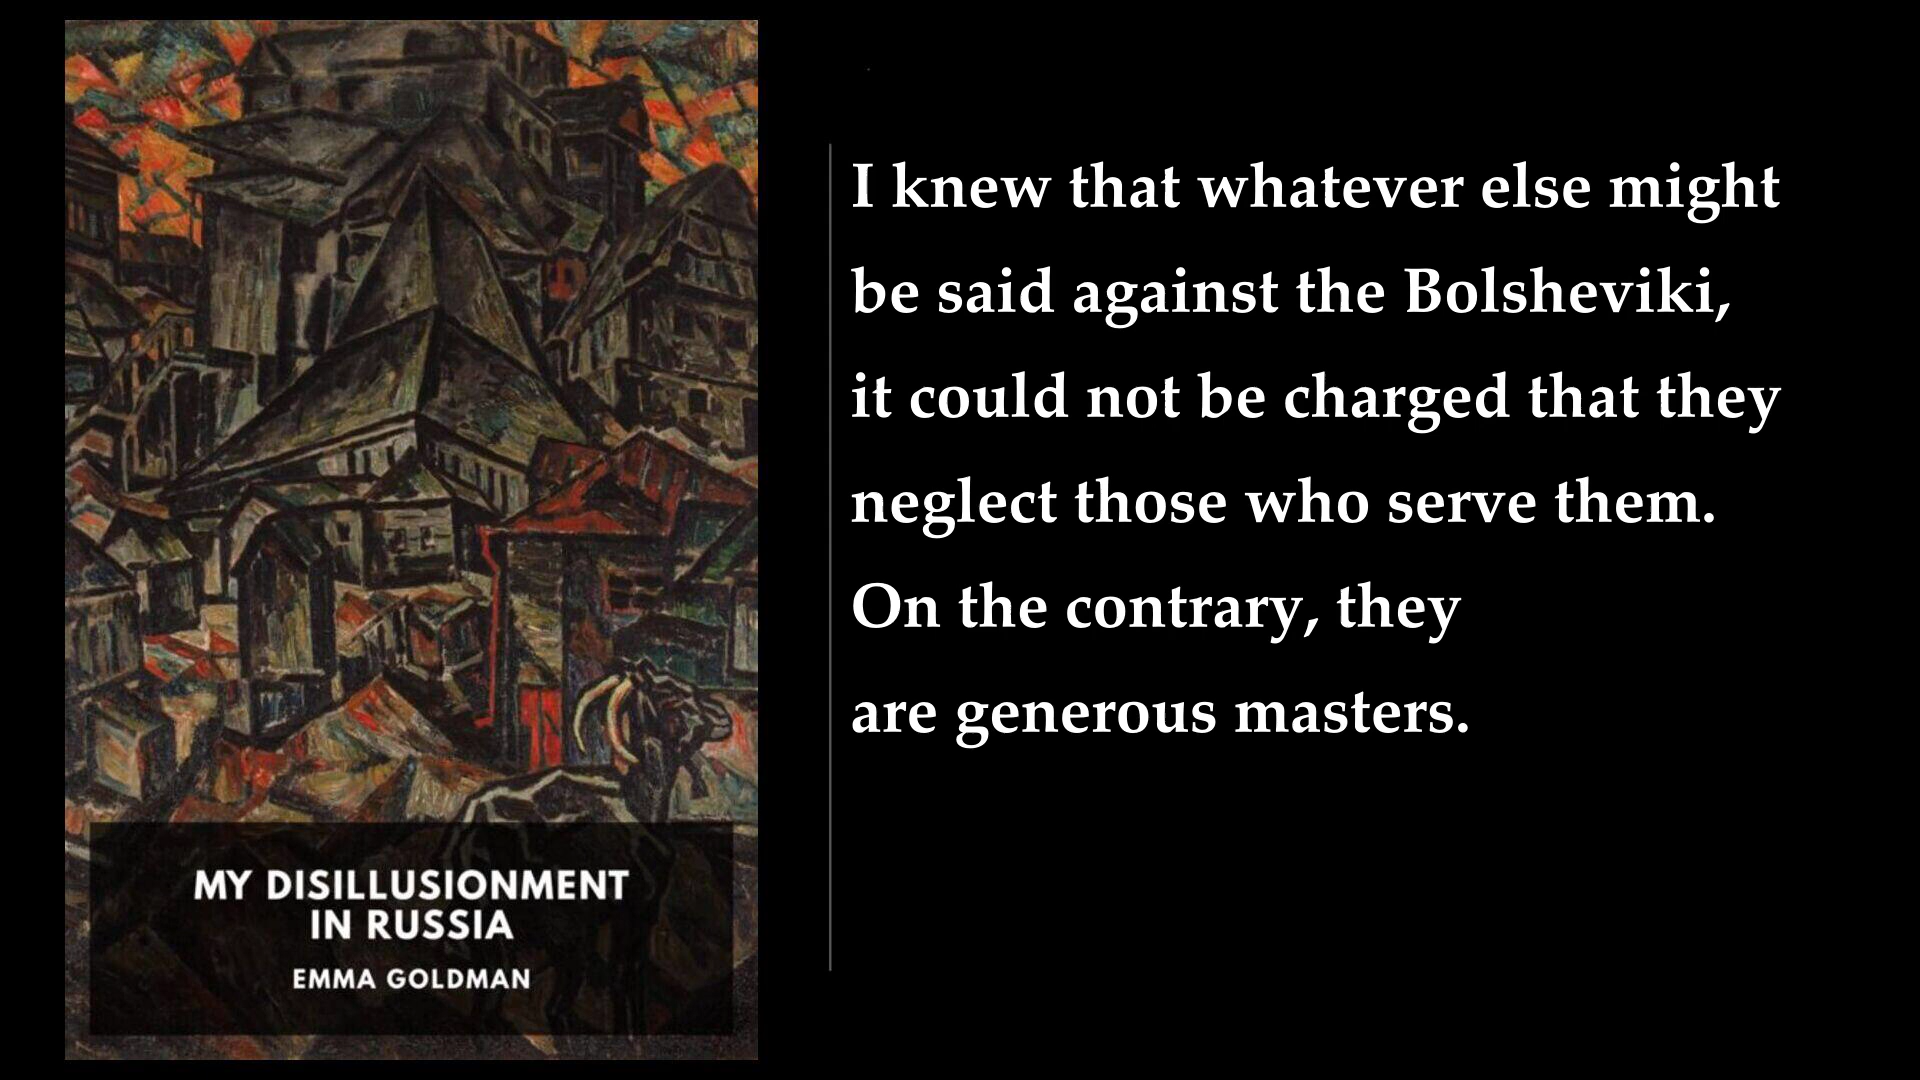 MY DISILLUSIONMENT
IN RUSSIA
EMMA GOLDMAN
I knew that whatever else might
be said against the Bolsheviki,
it could not be charged that they
neglect those who serve them.
On the contrary, they
are generous masters.